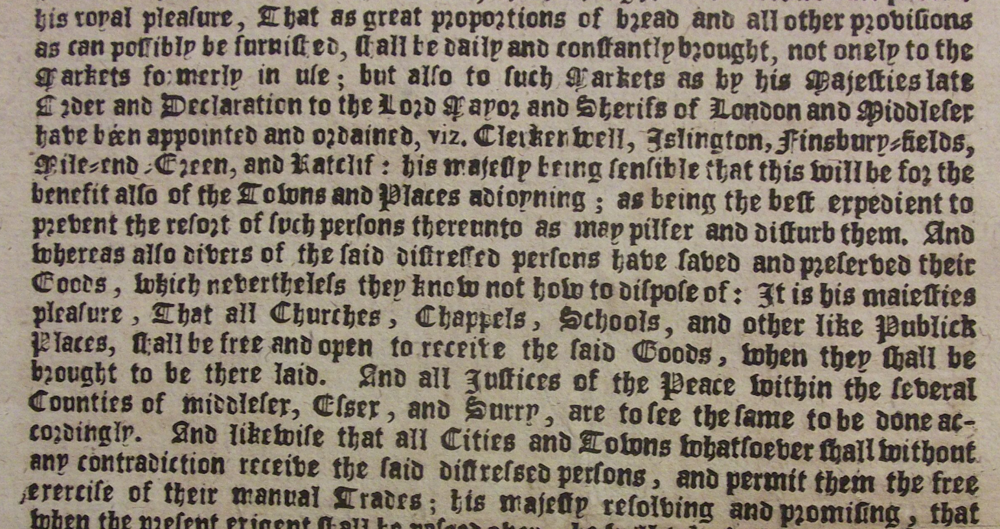 his royal pleasure, That as great proportions of bread and all other provisions
as can possibly be furnished, shall be daily and constantly brought, not onely to the
Markets formerly in use; but also to such Markets as by his Majesties late
Order and Declaration to the Lord Mayor and Sherifs of London and Middlesex
have been appointed and ordained, viz. Clerkenwell, Islington, Finsbury-fields,
Mile-end-Green, and Ratclif: his majesty being sensible that this will be for the
benefit also of the Towns and Places adioyning; as being the best expedient to
prevent the resort of such persons thereunto as may pilfer and disturb them. And
whereas also divers of the said distressed persons have saved and preserved their
Goods, which nevertheless they know not how to dispose of: It is his maiesties
pleasure, That all Churches, Chappels, Schools, and other like Publick
Places, shall be free and open to receive the said Goods, when they shall be
brought to be there laid. And all Justices of the Peace within the several
Counties of middlesex, Essex, and Surry, are to see the same to be done ac-
cordingly. And likewise that all Cities and Towns whatsoever shall without
any contradiction receive the said distressed persons, and permit them the free
exercise of their manual Trades; his majesty resolving and promising, that
when the present exigent shall be passed over,